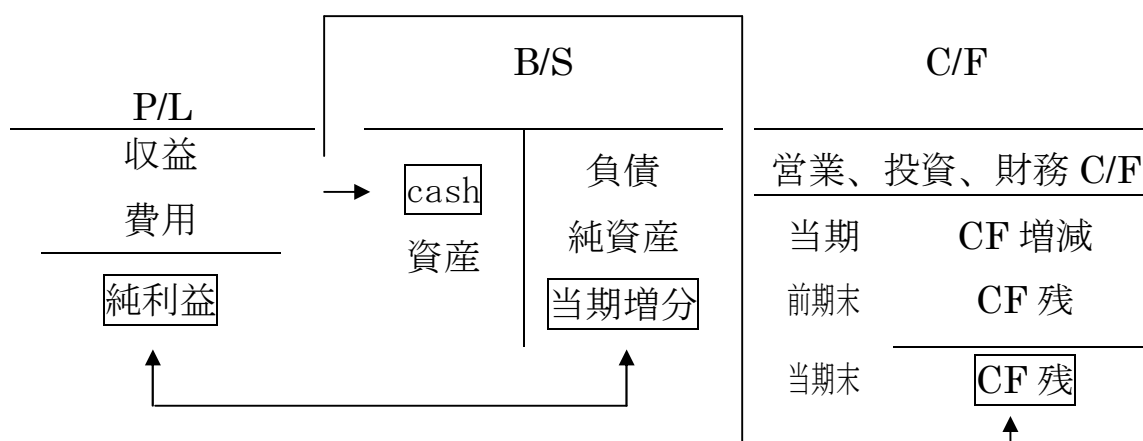 P/L
収益
費用
純利益
B/S
cash
資産
負債
純資産
当期増分
C/F
営業、投資、財務 C/F
当期 CF 増減
前期末 CF 残
当期末 CF 残